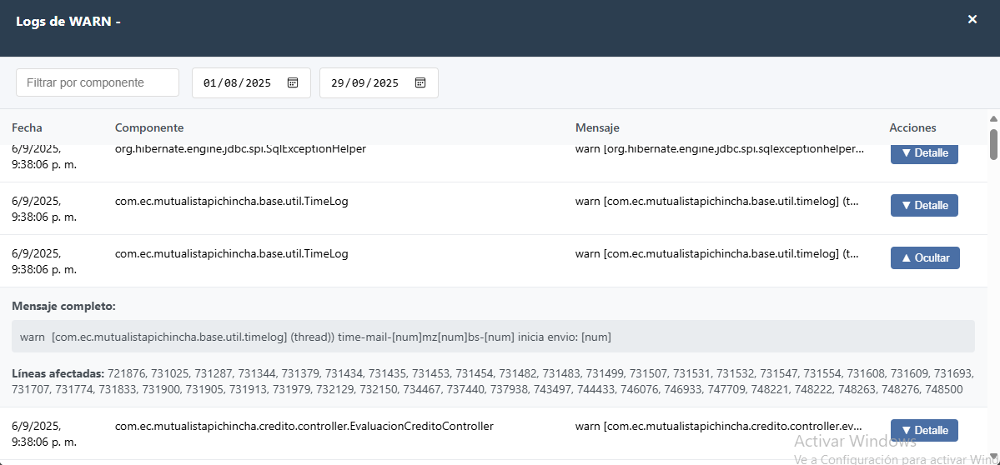 Logs de WARN -
×
Filtrar por componente
01/08/2025
29/09/2025
Fecha Componente Mensaje Acciones
6/9/2025, org.hibernate.engine.jdbc.spi.SqlExceptionHelper warn [org.hibernate.engine.jdbc.spi.sqlexceptionhelper... ▼ Detalle
9:38:06 p. m.
6/9/2025, com.ec.mutualistapichincha.base.util.TimeLog warn [com.ec.mutualistapichincha.base.util.timelog] (t... ▼ Detalle
9:38:06 p. m.
6/9/2025, com.ec.mutualistapichincha.base.util.TimeLog warn [com.ec.mutualistapichincha.base.util.timelog] (t... ▲ Ocultar
9:38:06 p. m.
Mensaje completo:
warn [com.ec.mutualistapichincha.base.util.timelog] (thread)) time-mail-[num]mz[num]bs-[num] inicia envio: [num]
Líneas afectadas: 721876, 731025, 731287, 731344, 731379, 731434, 731435, 731453, 731454, 731482, 731483, 731499, 731507, 731531, 731532, 731547, 731554, 731608, 731609, 731693,
731707, 731774, 731833, 731900, 731905, 731913, 731979, 732129, 732150, 734467, 737440, 737938, 743497, 744433, 746076, 746933, 747709, 748221, 748222, 748263, 748276, 748500
6/9/2025, com.ec.mutualistapichincha.credito.controller.EvaluacionCreditoController warn [com.ec.mutualistapichincha.credito.controller.ev... ▼ Detalle
9:38:06 p. m.
Activar Windows
Ve a Configuración para activar Wind